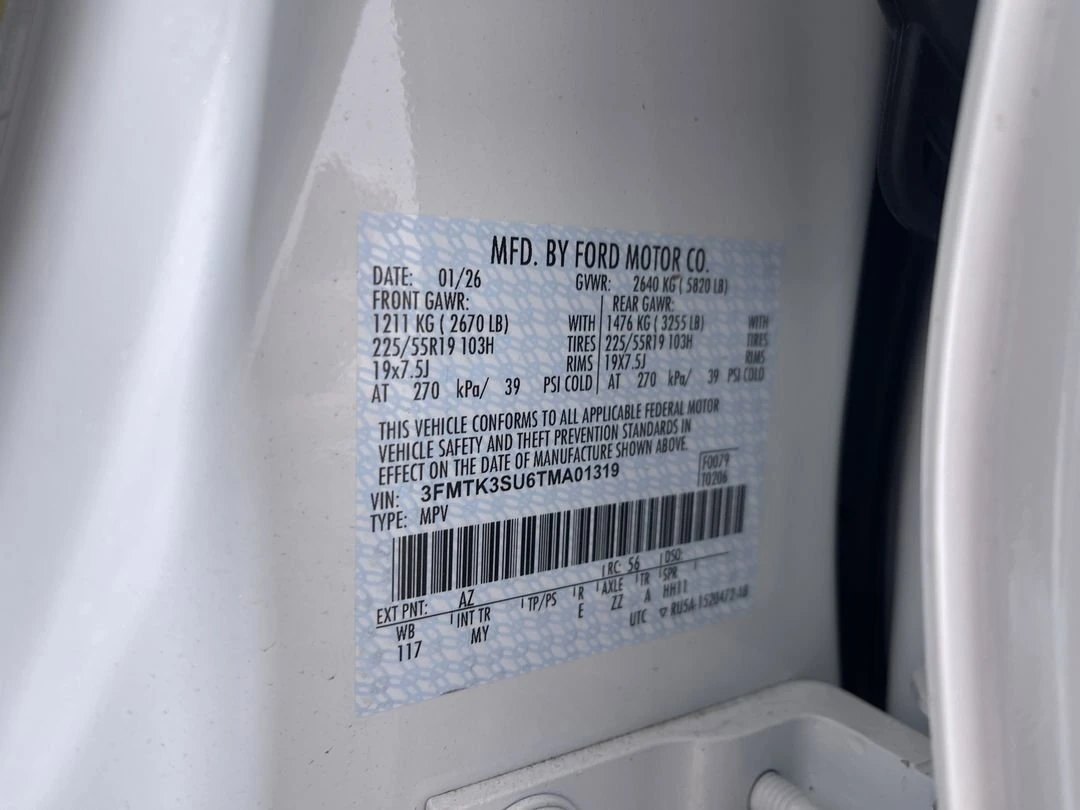 MFD. BY FORD MOTOR CO.
DATE: 01/26 GVWR: 2640 KG ( 5820 LB)
FRONT GAWR: REAR GAWR:
1211 KG ( 2670 LB) WITH 1476 KG ( 3255 LB) WITH
225/55R19 103H TIRES 225/55R19 103H TIRES
19x7.5J RIMS 19X7.5J RIMS
AT 270 kPa/ 39 PSI COLD AT 270 kPa/ 39 PSI COLD
THIS VEHICLE CONFORMS TO ALL APPLICABLE FEDERAL MOTOR
VEHICLE SAFETY AND THEFT PREVENTION STANDARDS IN
EFFECT ON THE DATE OF MANUFACTURE SHOWN ABOVE.
F0079
VIN: 3FMTK3SU6TMA01319 T0206
TYPE: MPV
EXT PNT: AZ RC: 56 DSO:
WB INT TR TP/PS R AXLE TR SPR
117 MY E ZZ A HH11
UTC ▽ RU5A-1520472-AB